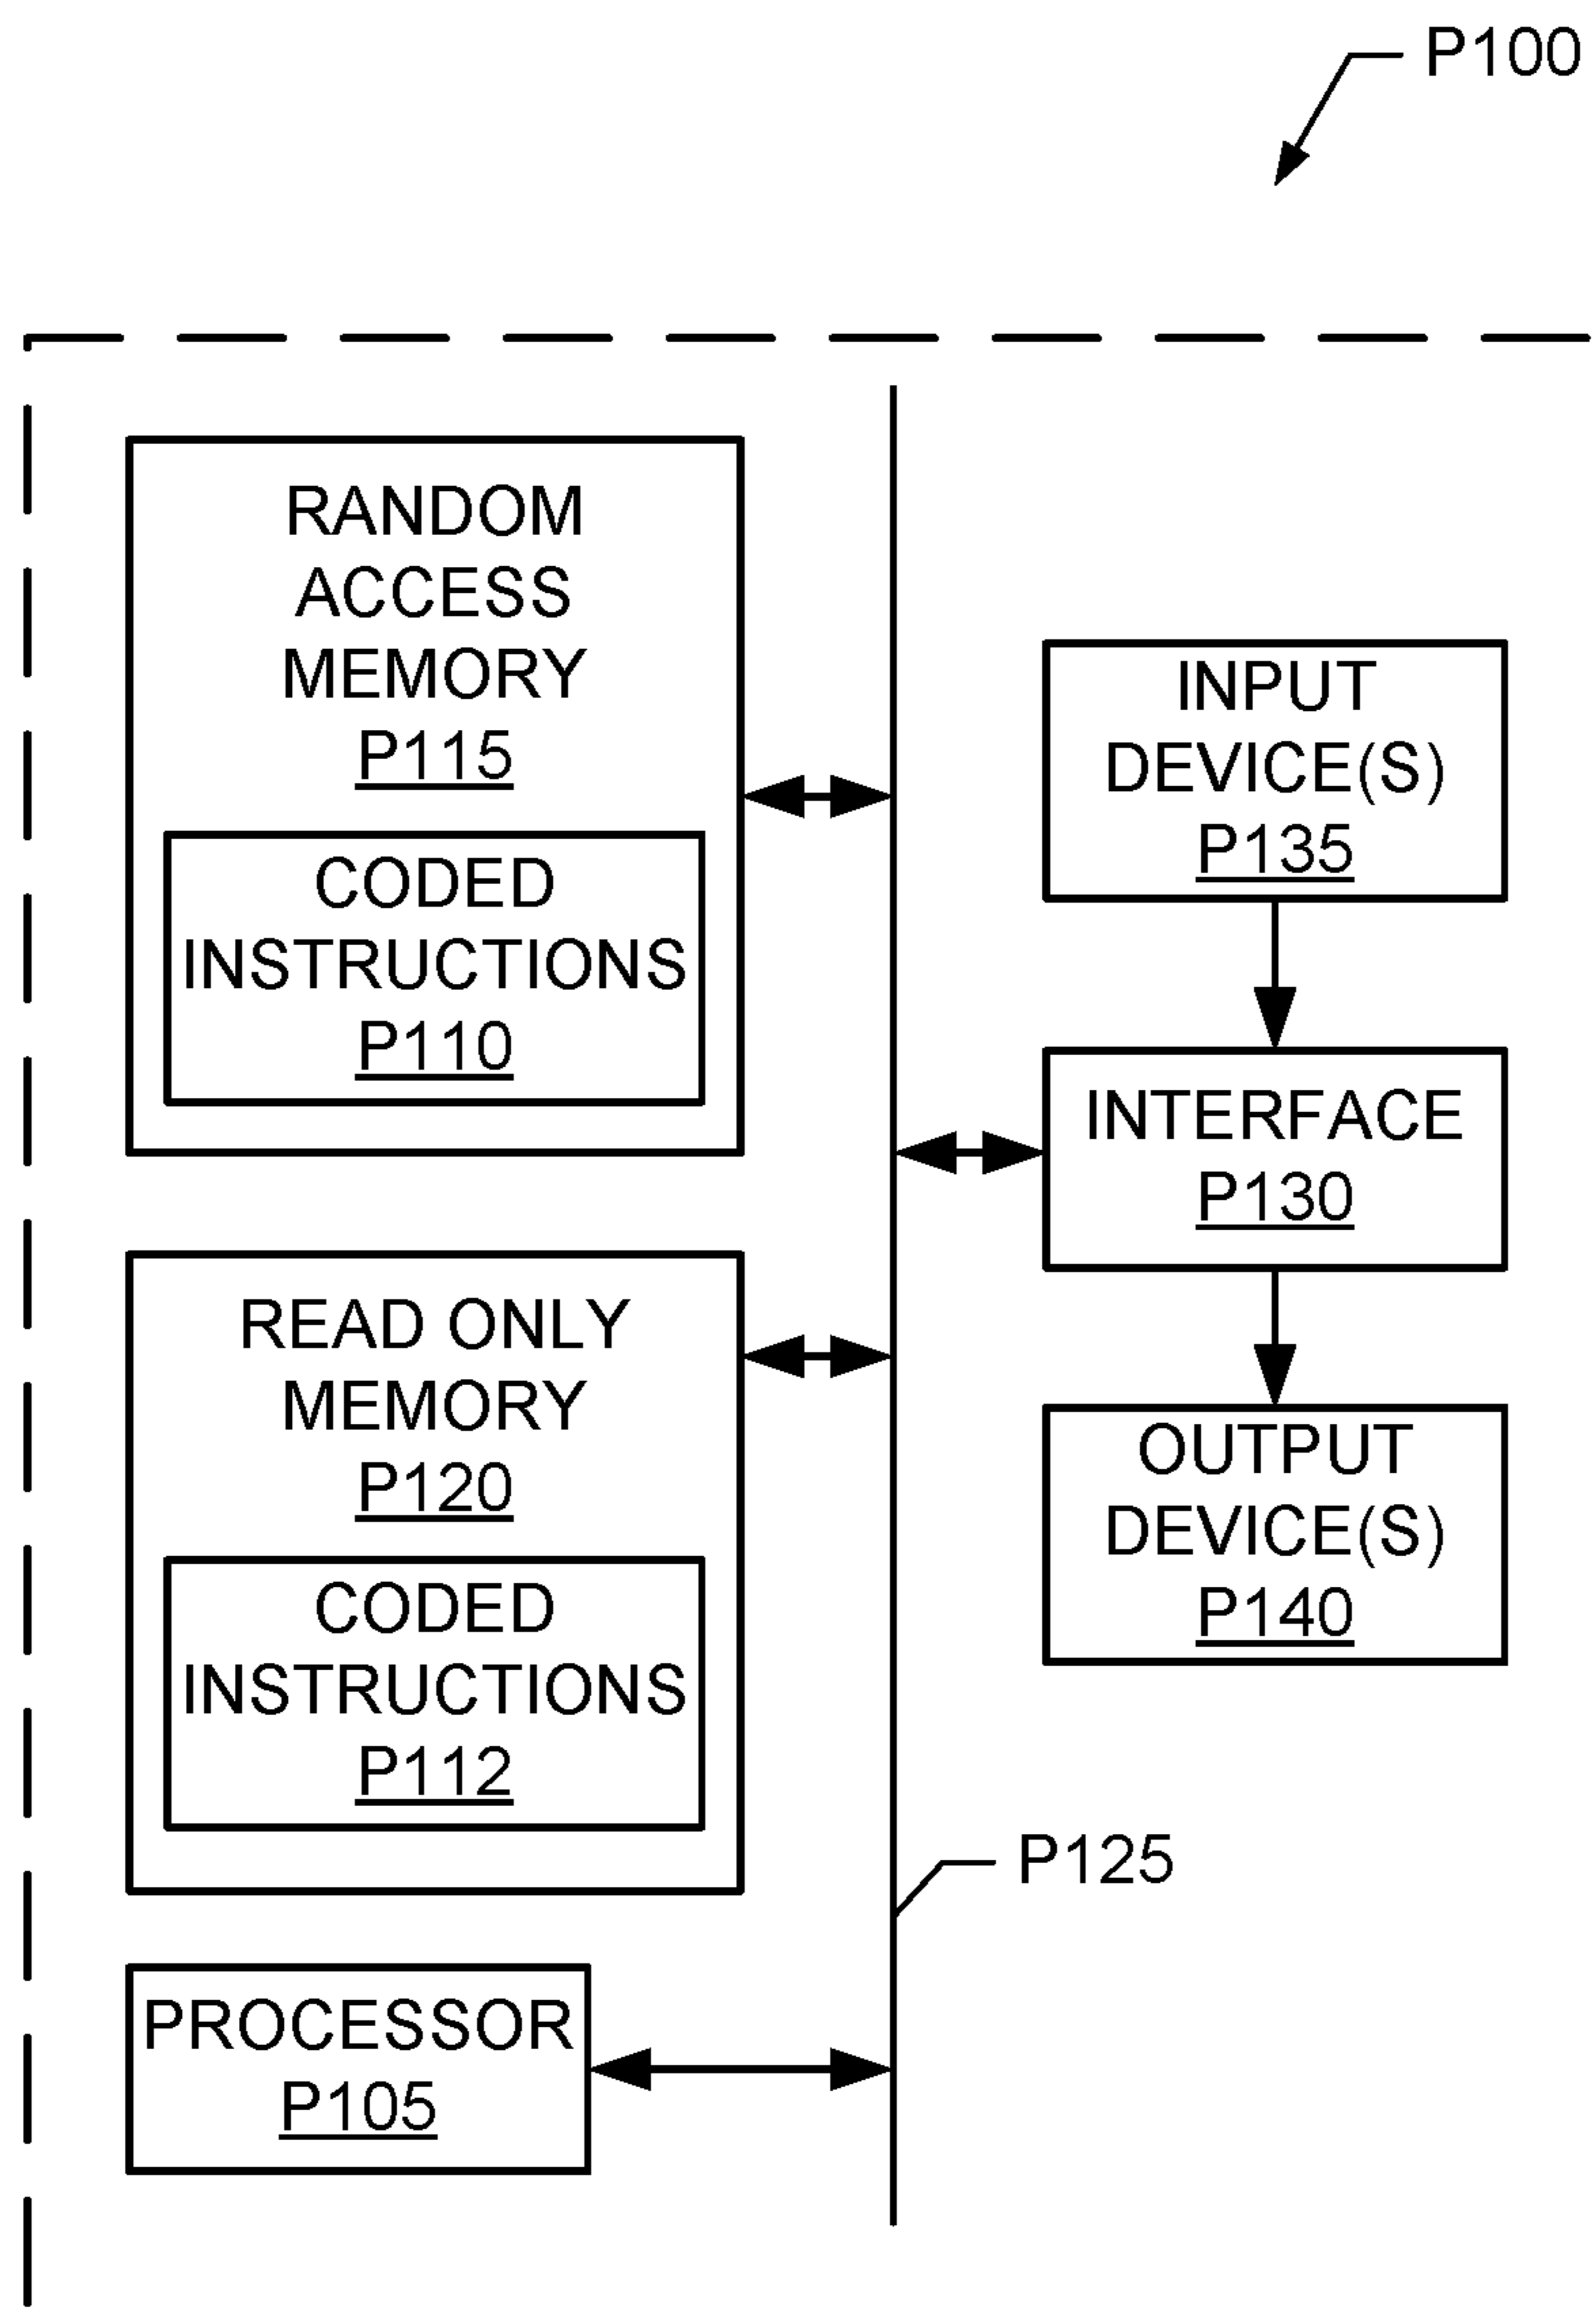 P100
RANDOM
ACCESS
MEMORY
P115
CODED
INSTRUCTIONS
P110
READ ONLY
MEMORY
P120
CODED
INSTRUCTIONS
P112
PROCESSOR
P105
INPUT
DEVICE(S)
P135
INTERFACE
P130
OUTPUT
DEVICE(S)
P140
P125